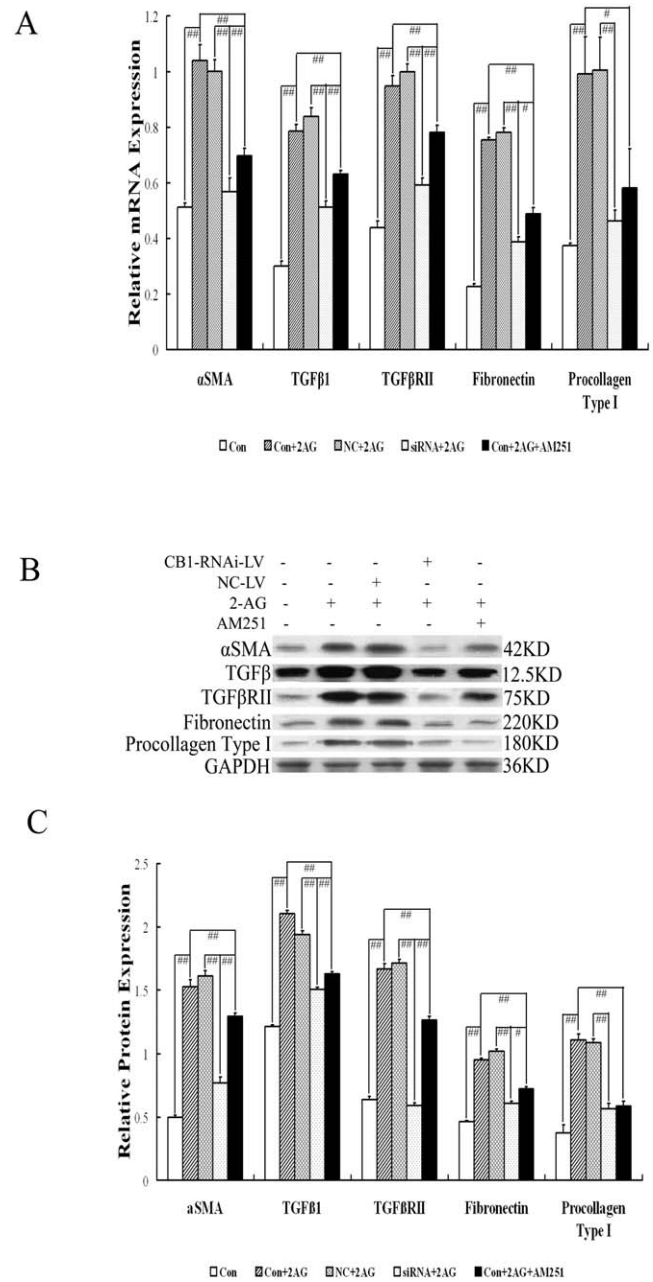 A
Relative mRNA Expression
1.2
1
0.8
0.6
0.4
0.2
0
## ## ## ##
## ## ## ##
## ## ## ##
## ## ## #
## # ##
αSMA TGFβ1 TGFβRII Fibronectin Procollagen
Type I
Con Con+2AG NC+2AG siRNA+2AG Con+2AG+AM251
B
CB1-RNAi-LV - - - + -
NC-LV - - + - -
2-AG - + + + +
AM251 - - - - +
αSMA 42KD
TGFβ 12.5KD
TGFβRII 75KD
Fibronectin 220KD
Procollagen Type I 180KD
GAPDH 36KD
C
Relative Protein Expression
2.5
2
1.5
1
0.5
0
## ## ## ##
## ## ## ##
## ## ## ##
## ## ## #
## ## ##
aSMA TGFß1 TGFßRII Fibronectin Procollagen
Type I
Con Con+2AG NC+2AG siRNA+2AG Con+2AG+AM251